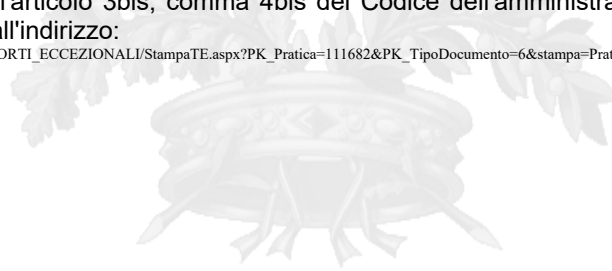 l'articolo 3bis, comma 4bis del Codice dell'amministra
all'indirizzo:
ORTI_ECCEZIONALI/StampaTE.aspx?PK_Pratica=111682&PK_TipoDocumento=6&stampa=Prat